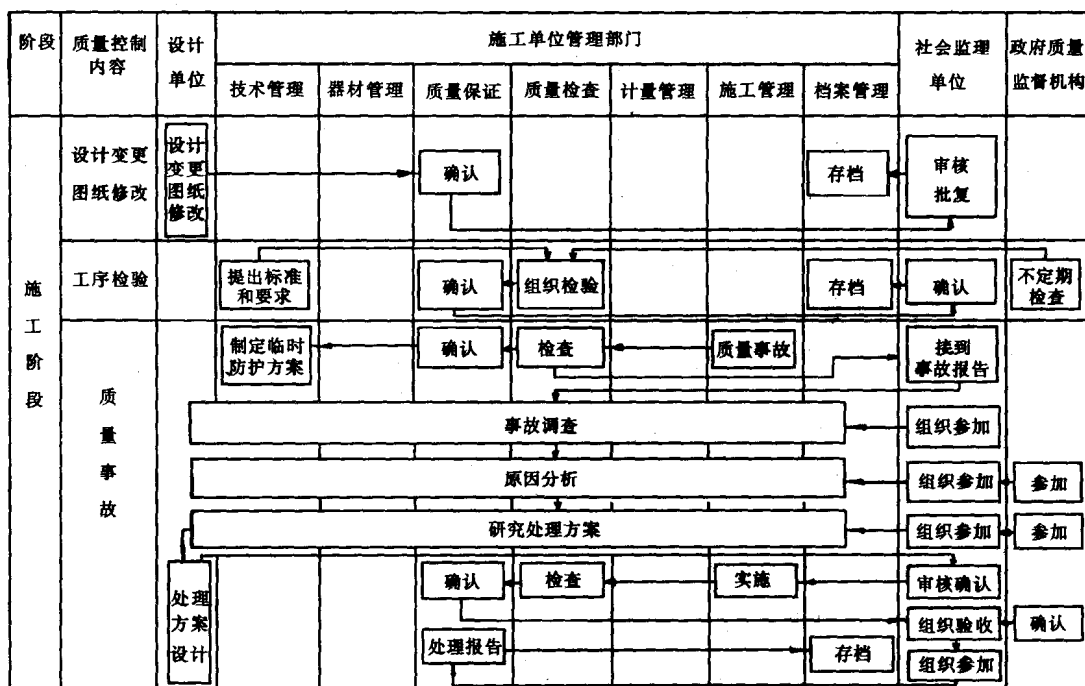 阶段
质量控制
内容
设计
单位
施工单位管理部门
社会监理
单位
政府质量
监督机构
技术管理
器材管理
质量保证
质量检查
计量管理
施工管理
档案管理
施
工
阶
段
设计变更
图纸修改
设计
变更
图纸
修改
确认
存档
审核
批复
工序检验
提出标准
和要求
确认
组织检验
存档
确认
不定期
检查
质
量
事
故
制定临时
防护方案
确认
检查
质量事故
接到
事故报告
事故调查
组织参加
原因分析
组织参加
参加
研究处理方案
组织参加
参加
处理
方案
设计
确认
检查
实施
审核确认
组织验收
确认
处理报告
存档
组织参加